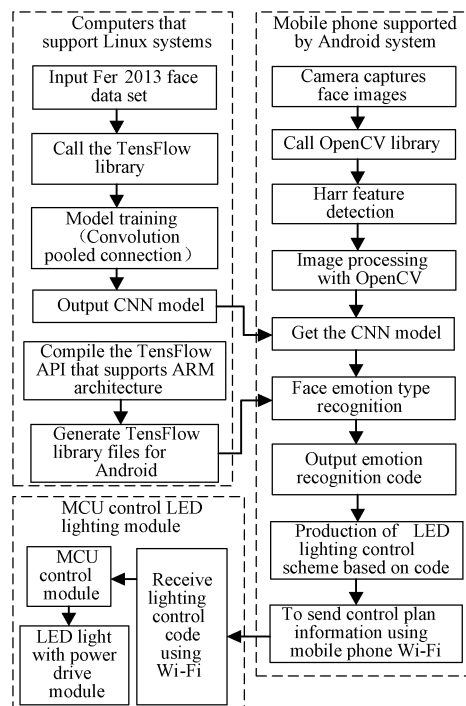 Computers that
support Linux systems
Input Fer 2013 face
data set
Call the TensFlow
library
Model training
（Convolution
pooled connection）
Output CNN model
Compile the TensFlow
API that supports ARM
architecture
Generate TensFlow
library files for
Android
Mobile phone supported
by Android system
Camera captures
face images
Call OpenCV library
Harr feature
detection
Image processing
with OpenCV
Get the CNN model
Face emotion type
recognition
Output emotion
recognition code
Production of LED
lighting control
scheme based on code
To send control plan
information using
mobile phone Wi-Fi
MCU control LED
lighting module
MCU
control
module
LED light
with power
drive module
Receive
lighting
control
code
using
Wi-Fi